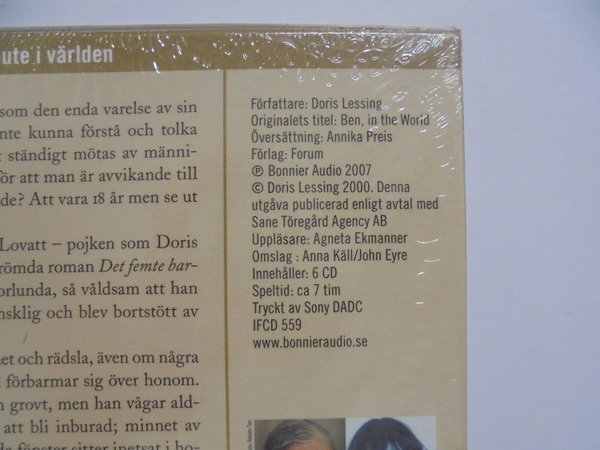 ute i världen
som den enda varelse av sin
kunna förstå och tolka
ständigt mötas av männi-
för att man är avvikande till
de? Att vara 18 år men se ut
Lovatt – pojken som Doris
roman Det femte bar-
så våldsam att han
och blev bortstött av
och rädsla, även om några
förbarmar sig över honom.
grovt, men han vågar ald-
att bli inburad; minnet av
fönster sitter inetsat i ho-
Författare: Doris Lessing
Originalets titel: Ben, in the World
Översättning: Annika Preis
Förlag: Forum
℗ Bonnier Audio 2007
© Doris Lessing 2000. Denna
utgåva publicerad enligt avtal med
Sane Töregård Agency AB
Uppläsare: Agneta Ekmanner
Omslag : Anna Käll/John Eyre
Innehåller: 6 CD
Speltid: ca 7 tim
Tryckt av Sony DADC
IFCD 559
www.bonnieraudio.se